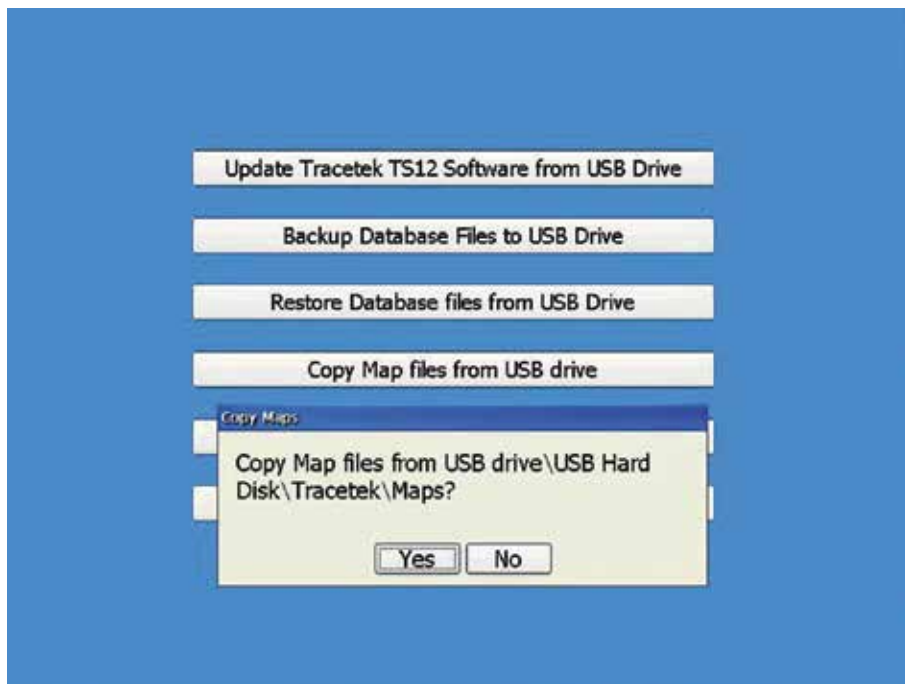 Update Tracetek TS12 Software from USB Drive
Backup Database Files to USB Drive
Restore Database files from USB Drive
Copy Map files from USB drive
Copy Maps
Copy Map files from USB drive\USB Hard
Disk\Tracetek\Maps?
Yes No